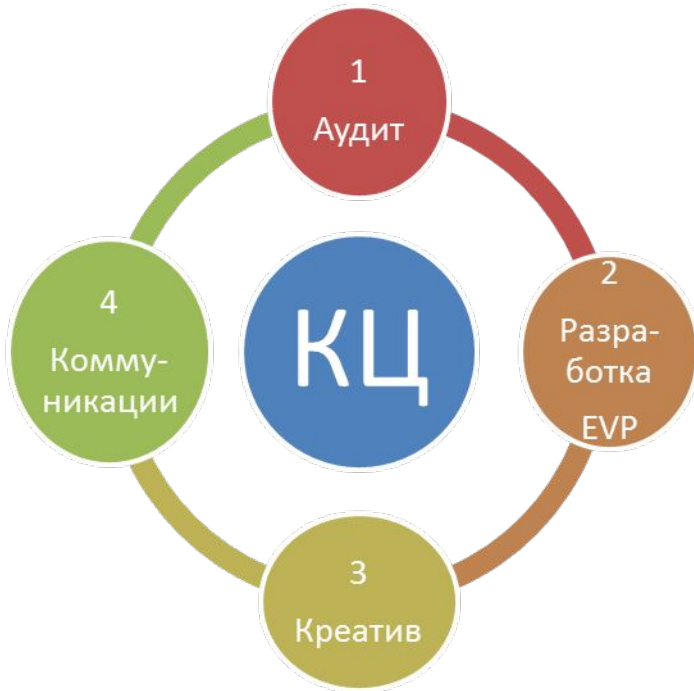 1
Аудит
2
Разра-
ботка
EVP
3
Креатив
4
Комму-
никации
КЦ